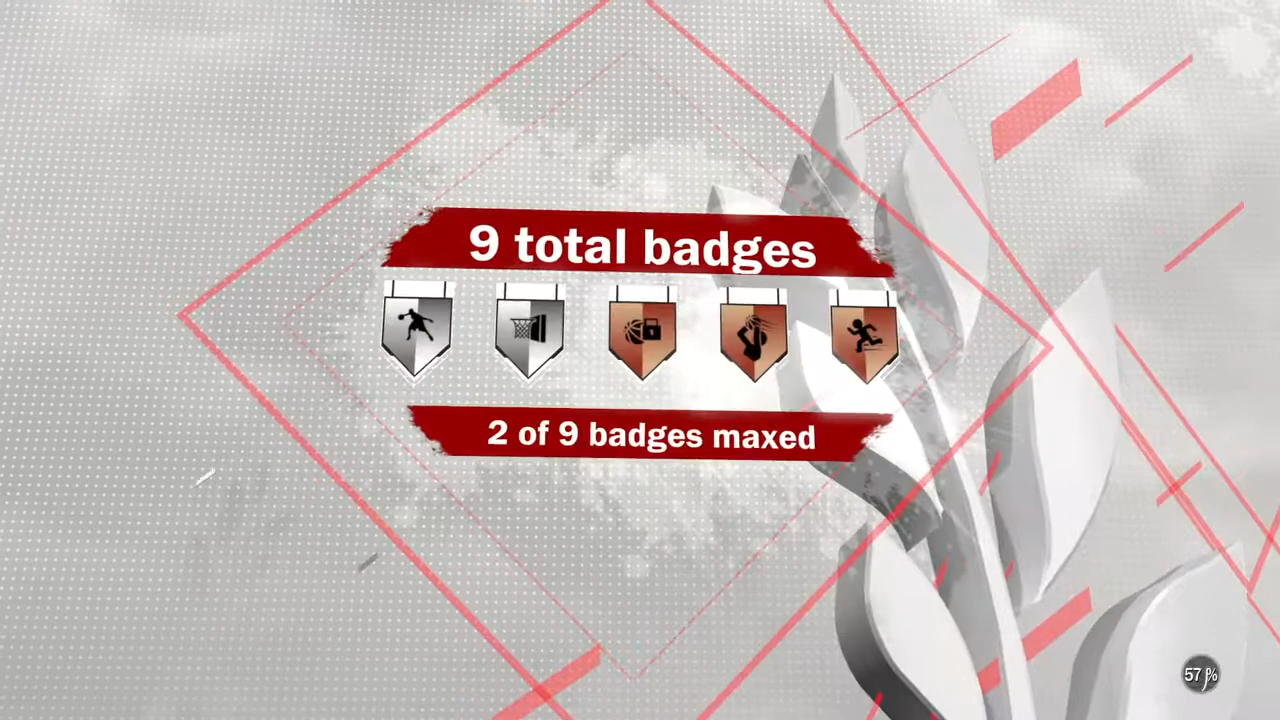 9 total badges
2 of 9 badges maxed
57 %